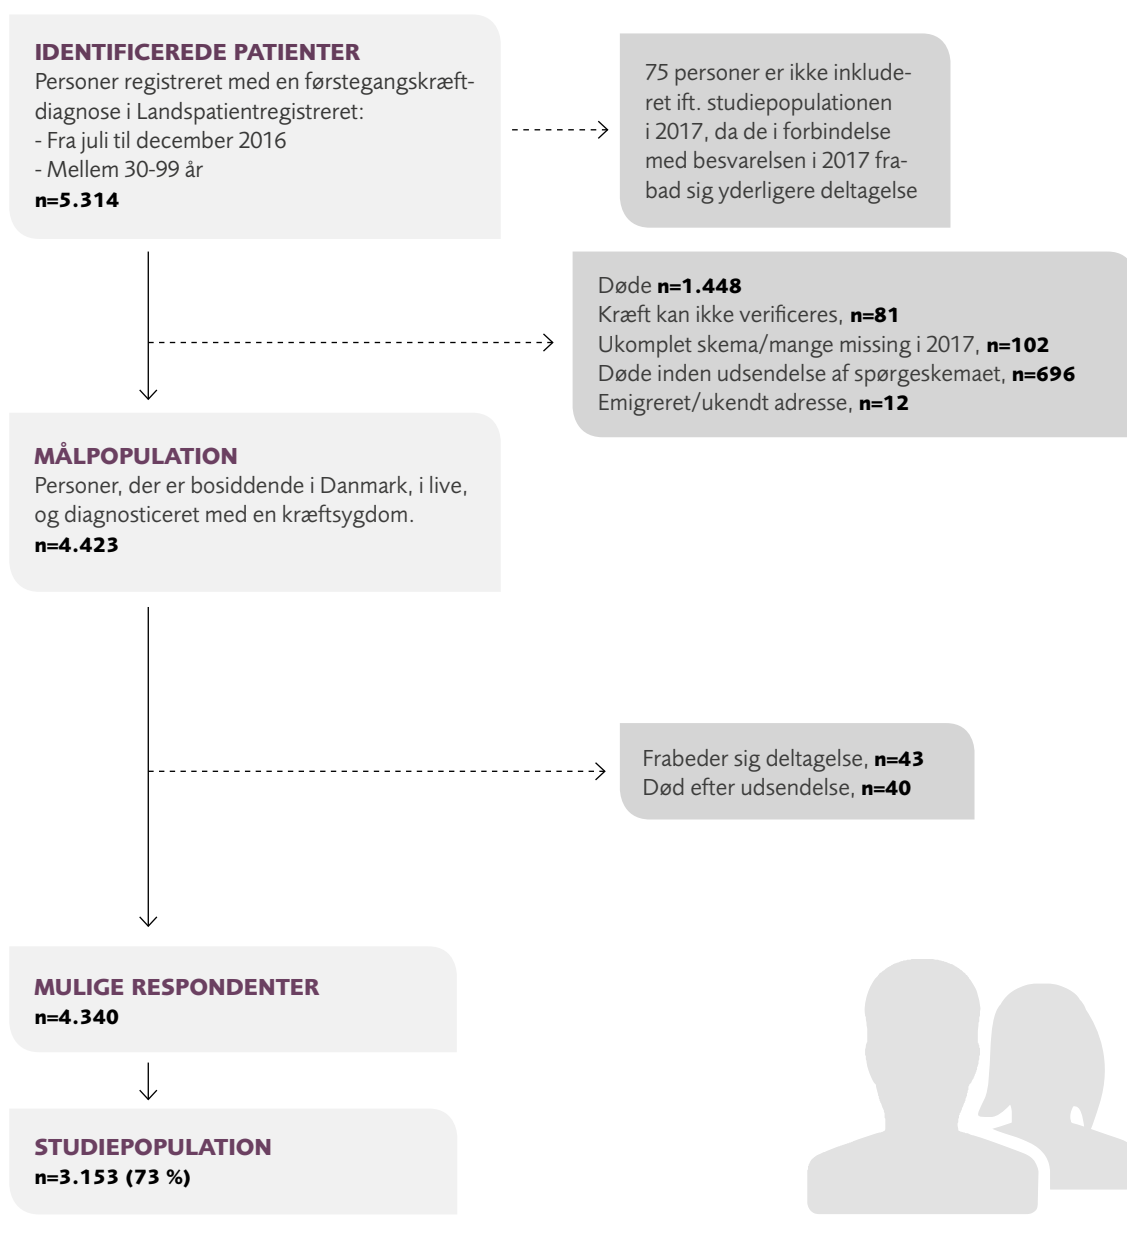 IDENTIFICEREDE PATIENTER
Personer registreret med en førstegangskræft-
diagnose i Landspatientregistreret:
- Fra juli til december 2016
- Mellem 30-99 år
n=5.314
75 personer er ikke inklude-
ret ift. studiepopulationen
i 2017, da de i forbindelse
med besvarelsen i 2017 fra-
bad sig yderligere deltagelse
Døde n=1.448
Kræft kan ikke verificeres, n=81
Ukomplet skema/mange missing i 2017, n=102
Døde inden udsendelse af spørgeskemaet, n=696
Emigreret/ukendt adresse, n=12
MÅLPOPULATION
Personer, der er bosiddende i Danmark, i live,
og diagnosticeret med en kræftsygdom.
n=4.423
Frabeder sig deltagelse, n=43
Død efter udsendelse, n=40
MULIGE RESPONDENTER
n=4.340
STUDIEPOPULATION
n=3.153 (73 %)